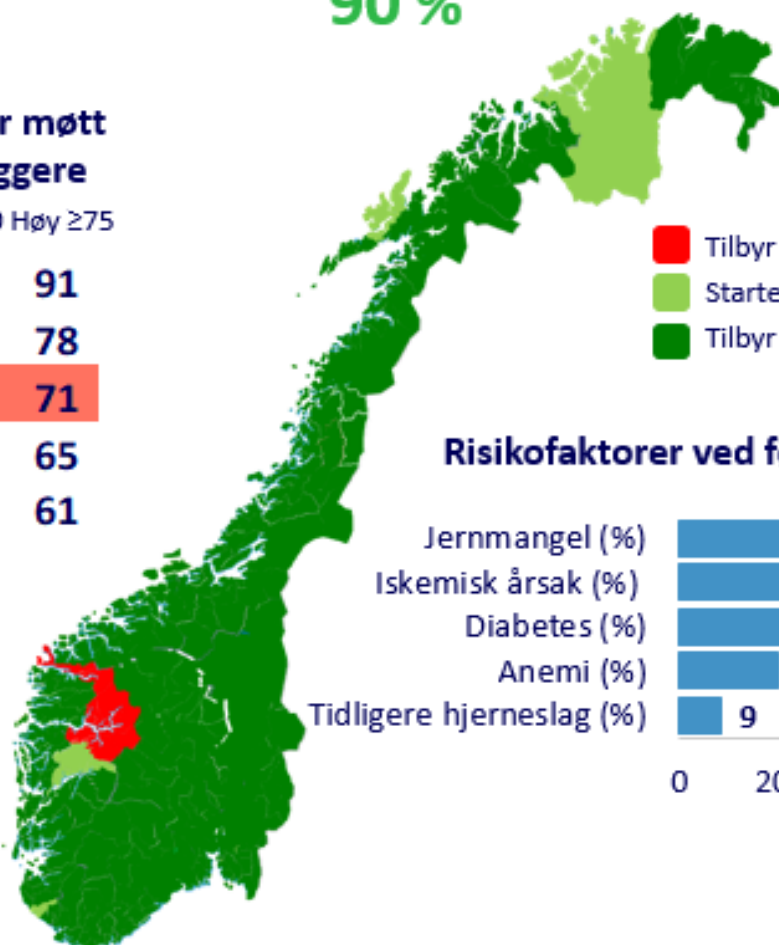 90 %
r møtt
ggere
Høy ≥75
91
78
71
65
61
Tilbyr
Starte
Tilbyr
Risikofaktorer ved f
Jernmangel (%)
Iskemisk årsak (%)
Diabetes (%)
Anemi (%)
Tidligere hjerneslag (%)
9
0 20